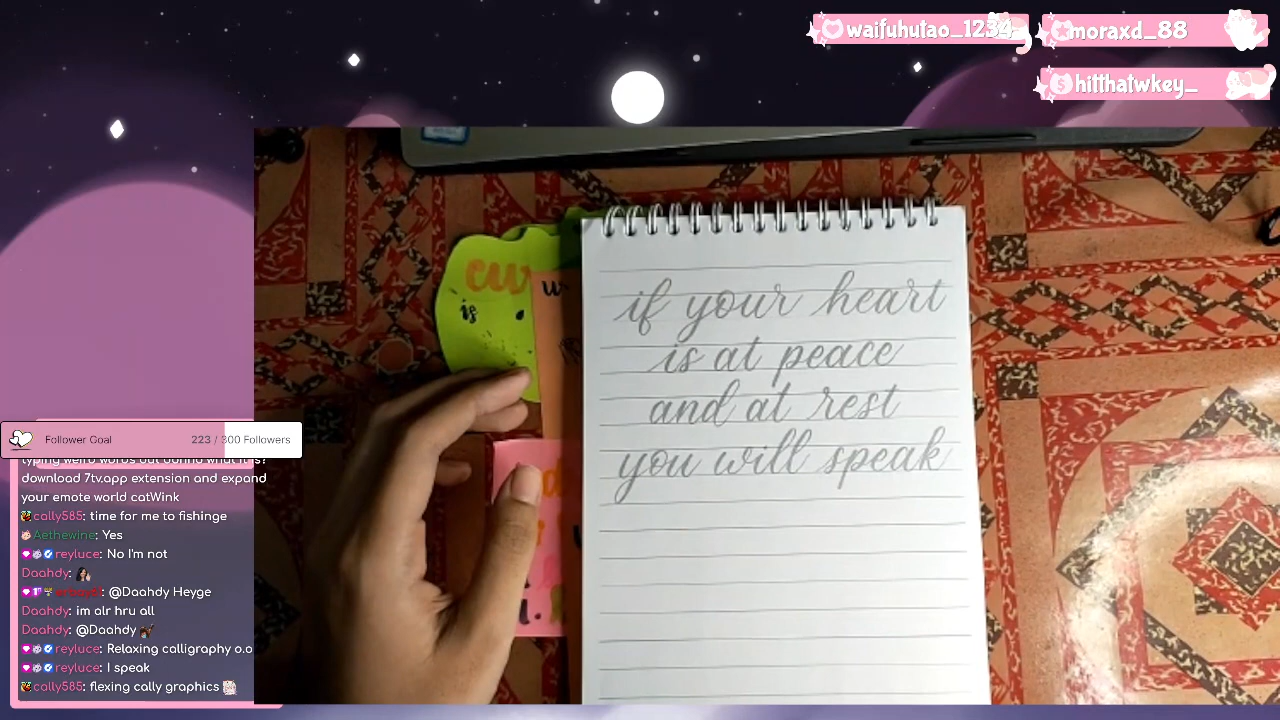 waifuhutao_1234
moraxd_88
hitthatwkey_
cu
is
w
if your heart
is at peace
and at rest
you will speak
Follower Goal 223 / 300 Followers
download 7tv.app extension and expand
your emote world catWink
cally585: time for me to fishinge
Aethewine: Yes
reyluce: No I'm not
Daahdy:
@Daahdy Heyge
Daahdy: im alr hru all
Daahdy: @Daahdy
reyluce: Relaxing calligraphy o.o
reyluce: I speak
cally585: flexing cally graphics